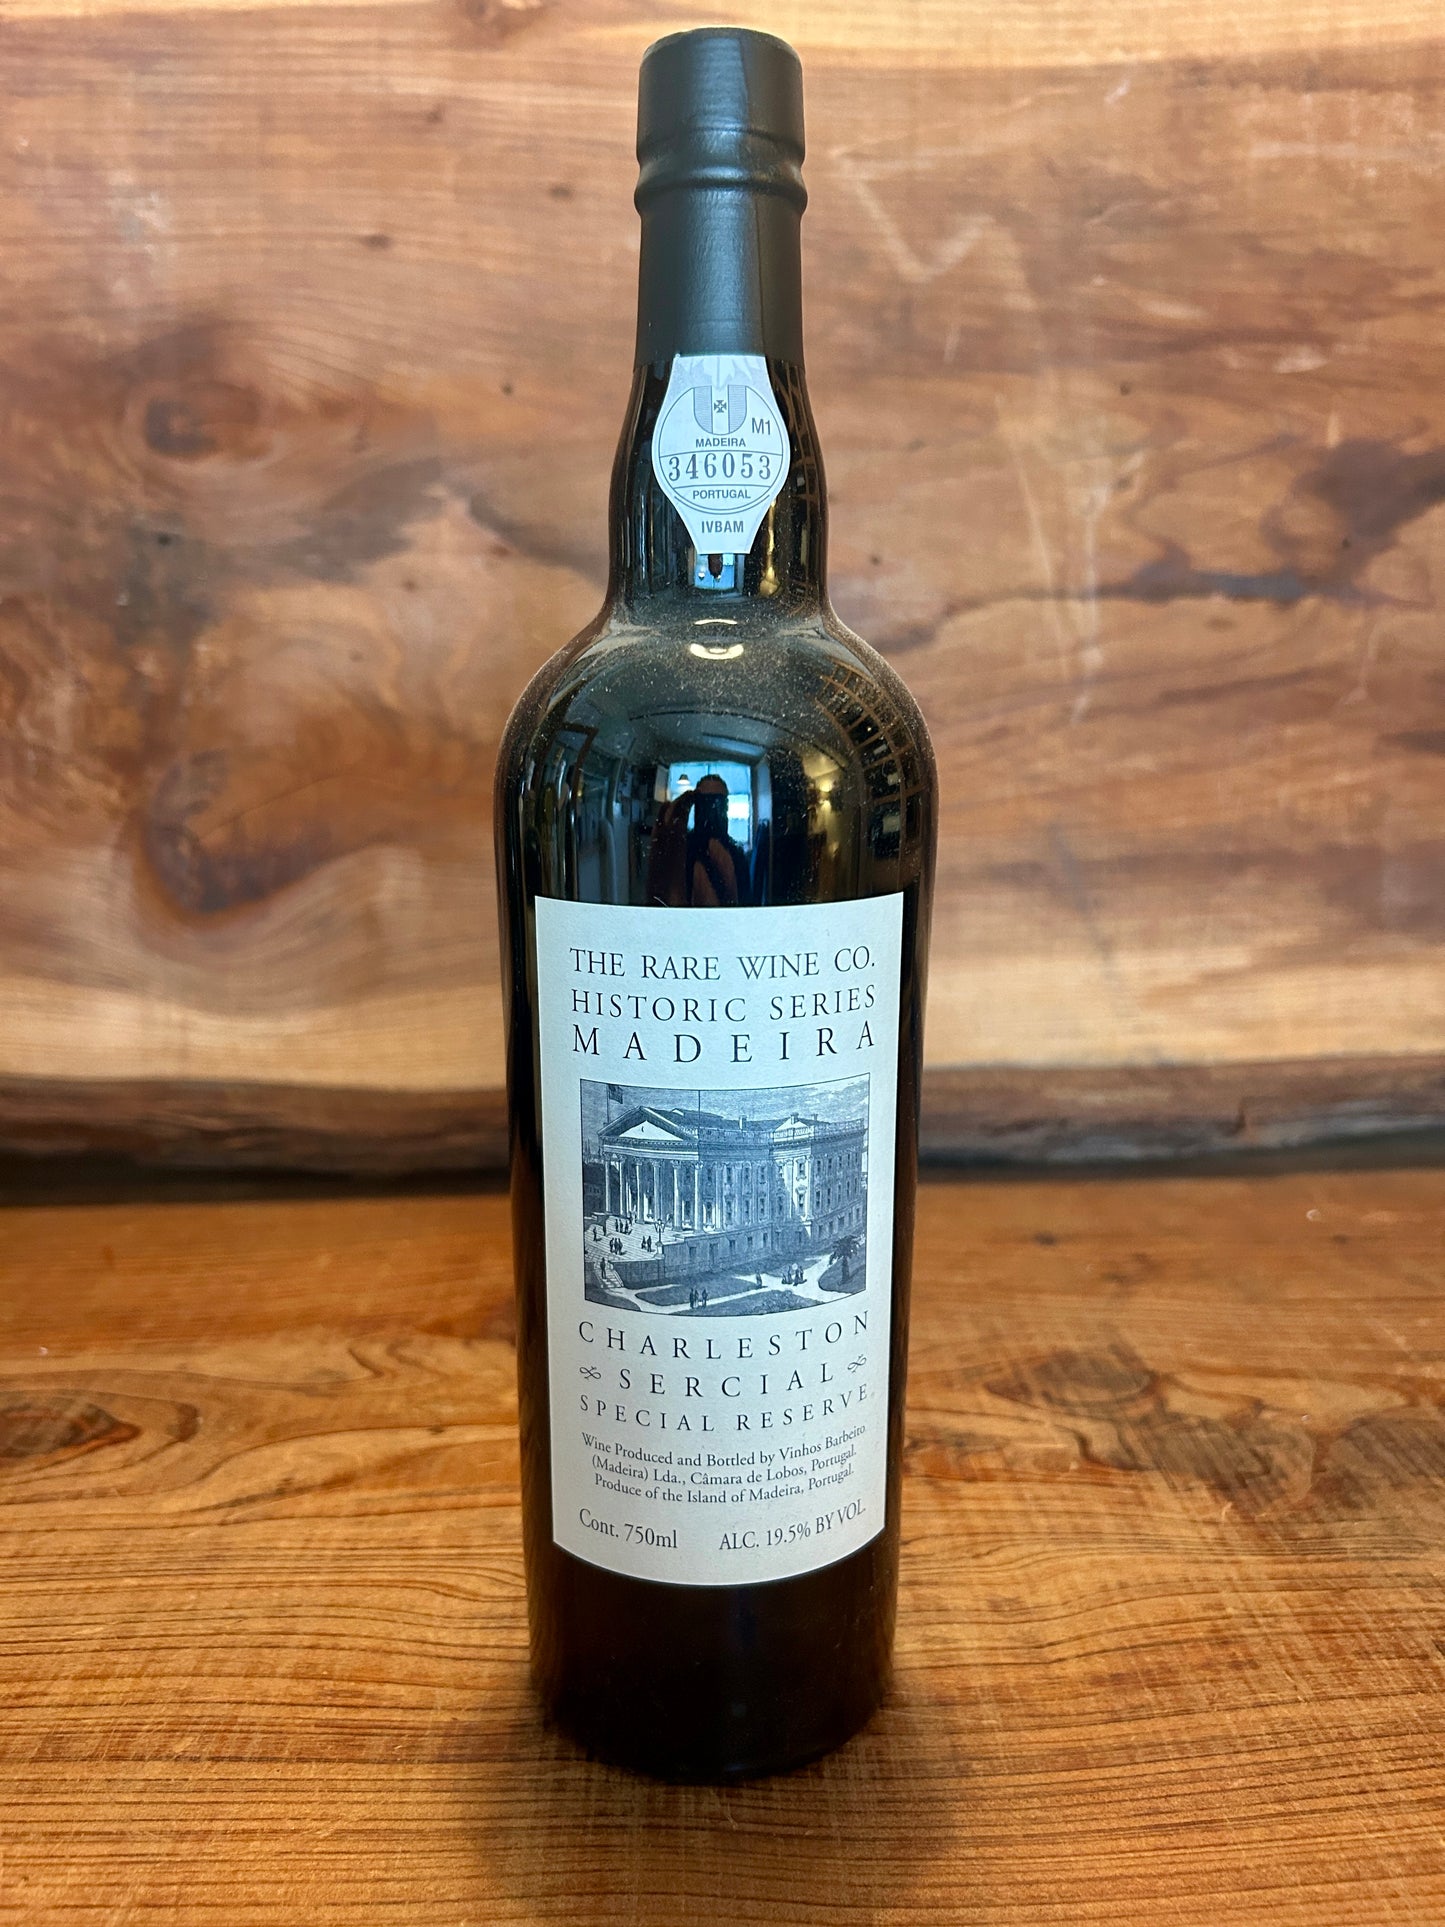 M1
MADEIRA
346053
PORTUGAL
IVBAM
THE RARE WINE CO.
HISTORIC SERIES
MADEIRA
CHARLESTON
SERCIAL
SPECIAL RESERVE
Wine Produced and Bottled by Vinhos Barbeito
(Madeira) Lda., Câmara de Lobos, Portugal.
Produce of the Island of Madeira, Portugal.
Cont. 750ml ALC. 19.5% BY VOL.